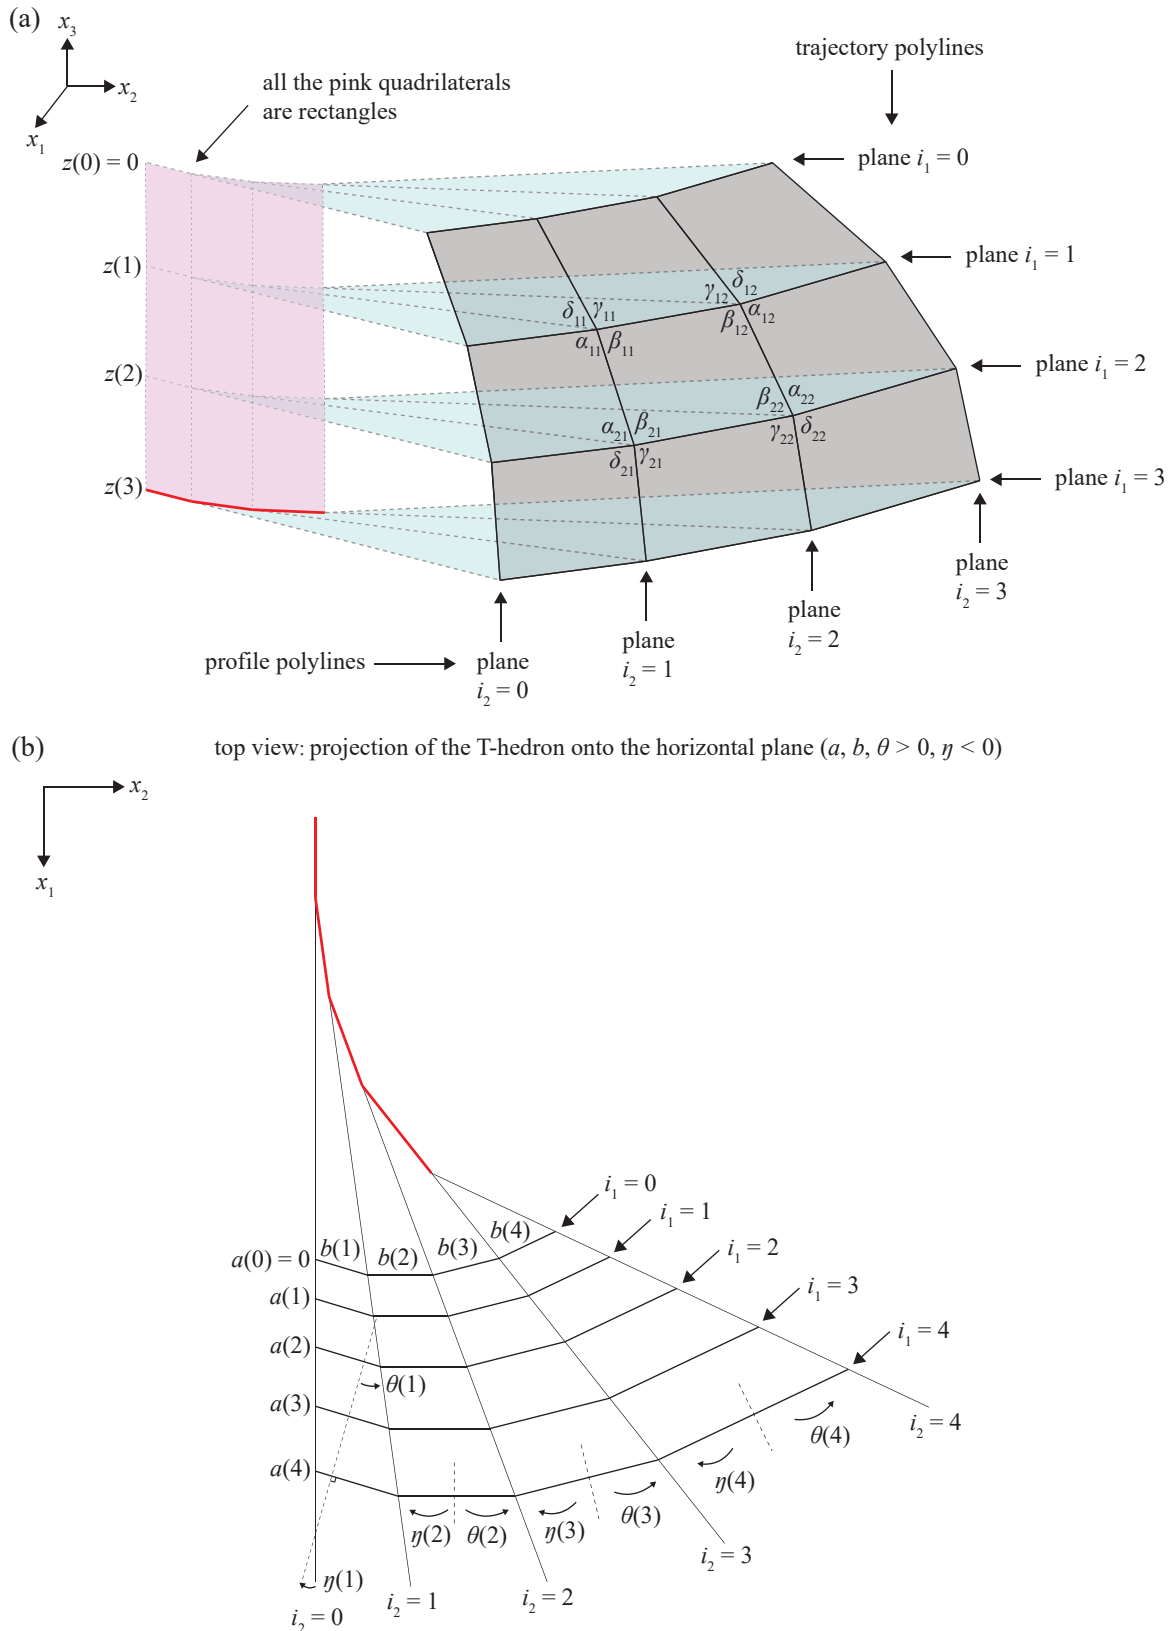 (a)
x₃
x₂
x₁
all the pink quadrilaterals
are rectangles
trajectory polylines
z(0) = 0
z(1)
z(2)
z(3)
plane i₁ = 0
plane i₁ = 1
plane i₁ = 2
plane i₁ = 3
δ₁₁ γ₁₁
α₁₁ β₁₁
γ₁₂ δ₁₂
β₁₂ α₁₂
α₂₁ β₂₁
δ₂₁ γ₂₁
β₂₂ α₂₂
γ₂₂ δ₂₂
profile polylines
plane
i₂ = 0
plane
i₂ = 1
plane
i₂ = 2
plane
i₂ = 3
(b)
top view: projection of the T-hedron onto the horizontal plane (a, b, θ > 0, η < 0)
x₂
x₁
a(0) = 0
a(1)
a(2)
a(3)
a(4)
b(1)
b(2)
b(3)
b(4)
i₁ = 0
i₁ = 1
i₁ = 2
i₁ = 3
i₁ = 4
θ(1)
η(1)
η(2)
θ(2)
η(3)
θ(3)
η(4)
θ(4)
i₂ = 0
i₂ = 1
i₂ = 2
i₂ = 3
i₂ = 4